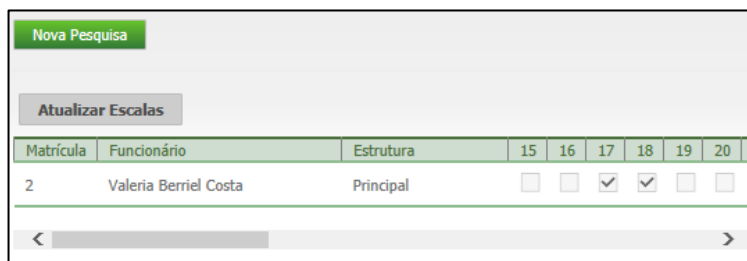 Nova Pesquisa
Atualizar Escalas
Matrícula Funcionário Estrutura 15 16 17 18 19 20
2 Valeria Berriel Costa Principal